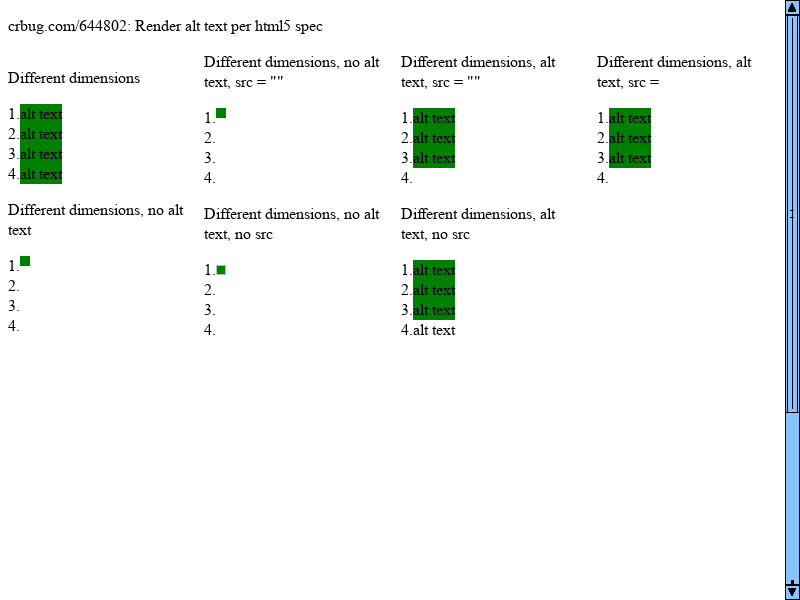 crbug.com/644802: Render alt text per html5 spec
Different dimensions
1.alt text
2.alt text
3.alt text
4.alt text
Different dimensions, no alt
text, src = ""
1.
2.
3.
4.
Different dimensions, alt
text, src = ""
1.alt text
2.alt text
3.alt text
4.
Different dimensions, alt
text, src =
1.alt text
2.alt text
3.alt text
4.
Different dimensions, no alt
text
1.
2.
3.
4.
Different dimensions, no alt
text, no src
1.
2.
3.
4.
Different dimensions, alt
text, no src
1.alt text
2.alt text
3.alt text
4.alt text